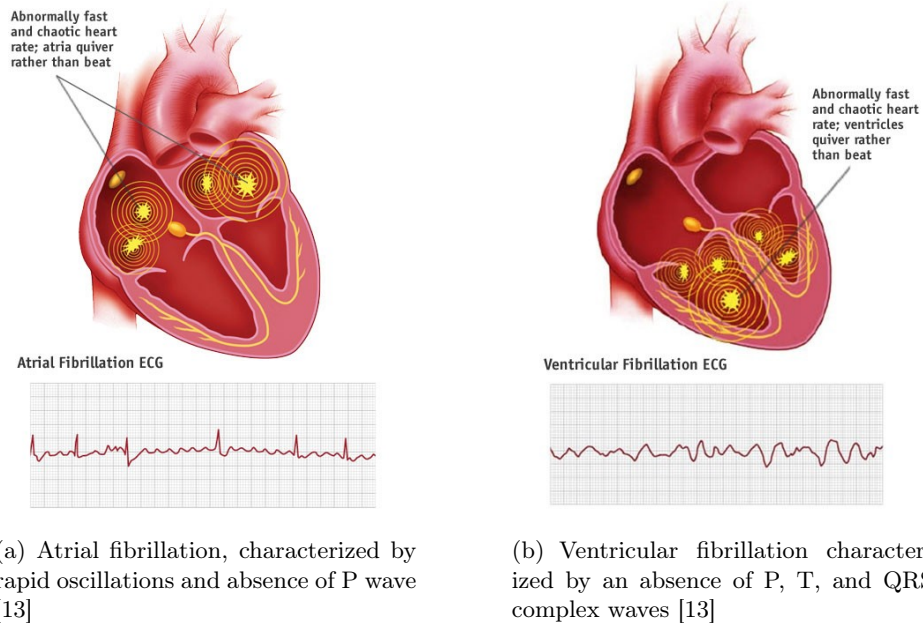 Abnormally fast
and chaotic heart
rate; atria quiver
rather than beat
Atrial Fibrillation ECG
(a) Atrial fibrillation, characterized by
rapid oscillations and absence of P wave
[13]
Abnormally fast
and chaotic heart
rate; ventricles
quiver rather
than beat
Ventricular Fibrillation ECG
(b) Ventricular fibrillation character-
ized by an absence of P, T, and QRS
complex waves [13]